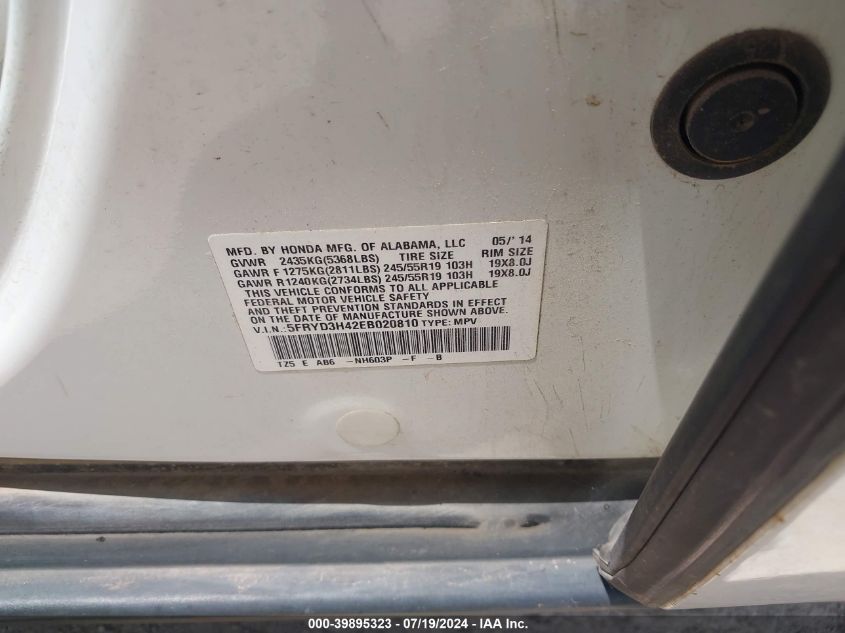 MFD. BY HONDA MFG. OF ALABAMA, LLC 05/'14
GVWR 2435KG(5368LBS) TIRE SIZE RIM SIZE
GAWR F 1275KG(2811LBS) 245/55R19 103H 19X8.0J
GAWR R1240KG(2734LBS) 245/55R19 103H 19X8.0J
THIS VEHICLE CONFORMS TO ALL APPLICABLE
FEDERAL MOTOR VEHICLE SAFETY
AND THEFT PREVENTION STANDARDS IN EFFECT
ON THE DATE OF MANUFACTURE SHOWN ABOVE.
V.I.N.:5FRYD3H42EB020810 TYPE: MPV
TZ5 E AB6 -NH603P -F -B
000-39895323 - 07/19/2024 - IAA Inc.